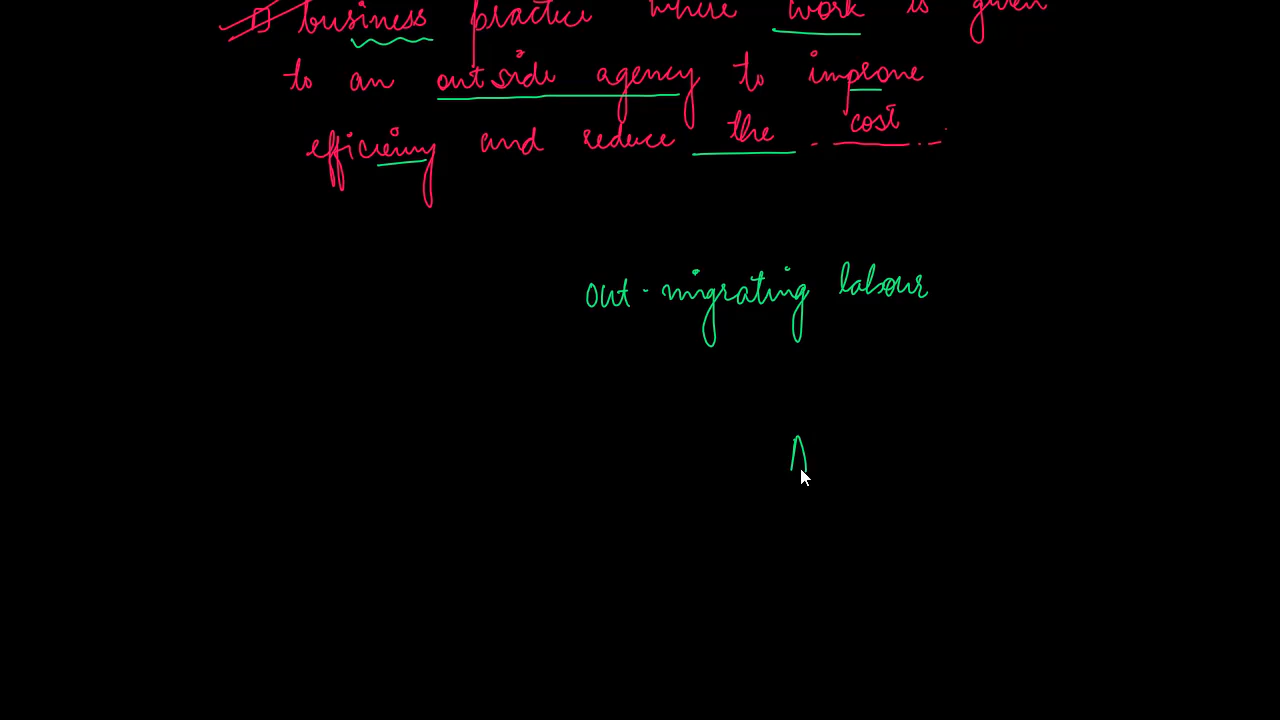 business practice where work is given
to an outside agency to improve
efficiency and reduce the cost
out-migrating labour